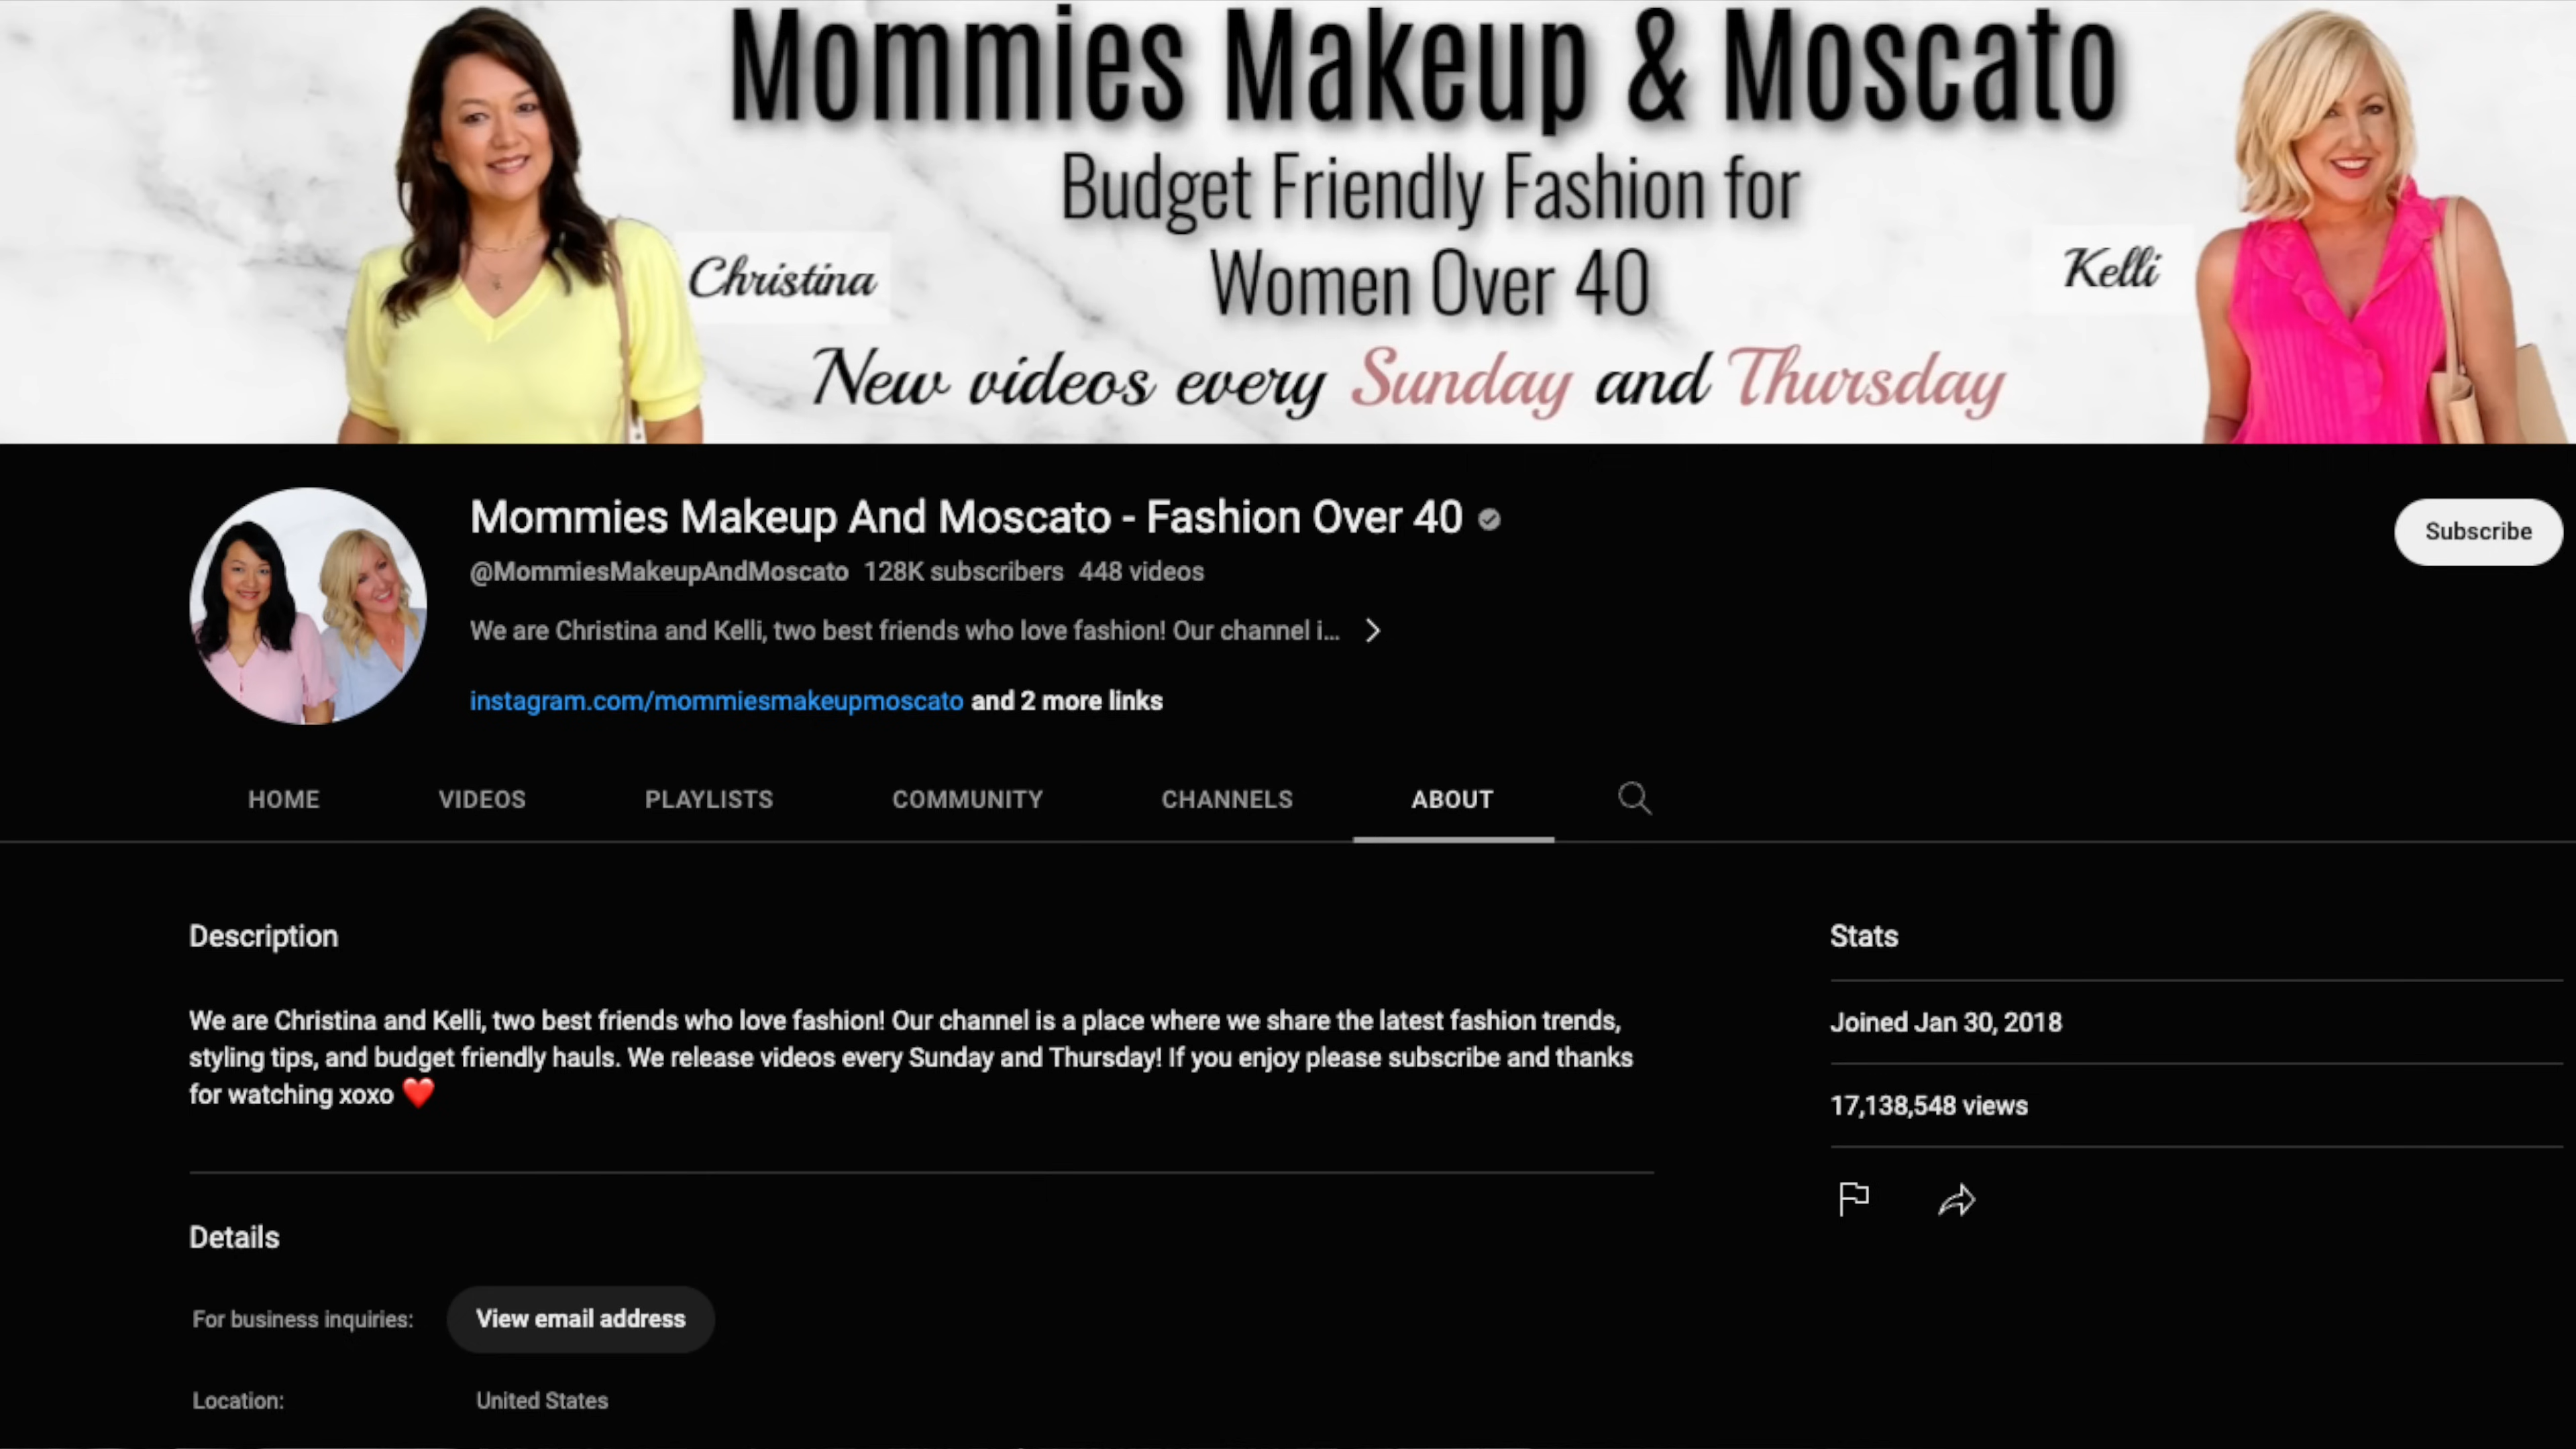 Mommies Makeup & Moscato
Budget Friendly Fashion for
Women Over 40
Christina
Kelli
New videos every Sunday and Thursday
Mommies Makeup And Moscato - Fashion Over 40
Subscribe
@MommiesMakeupAndMoscato 128K subscribers 448 videos
We are Christina and Kelli, two best friends who love fashion! Our channel i...
instagram.com/mommiesmakeupmoscato and 2 more links
HOME VIDEOS PLAYLISTS COMMUNITY CHANNELS ABOUT
Description
We are Christina and Kelli, two best friends who love fashion! Our channel is a place where we share the latest fashion trends,
styling tips, and budget friendly hauls. We release videos every Sunday and Thursday! If you enjoy please subscribe and thanks
for watching xoxo ❤️
Stats
Joined Jan 30, 2018
17,138,548 views
Details
For business inquiries: View email address
Location: United States